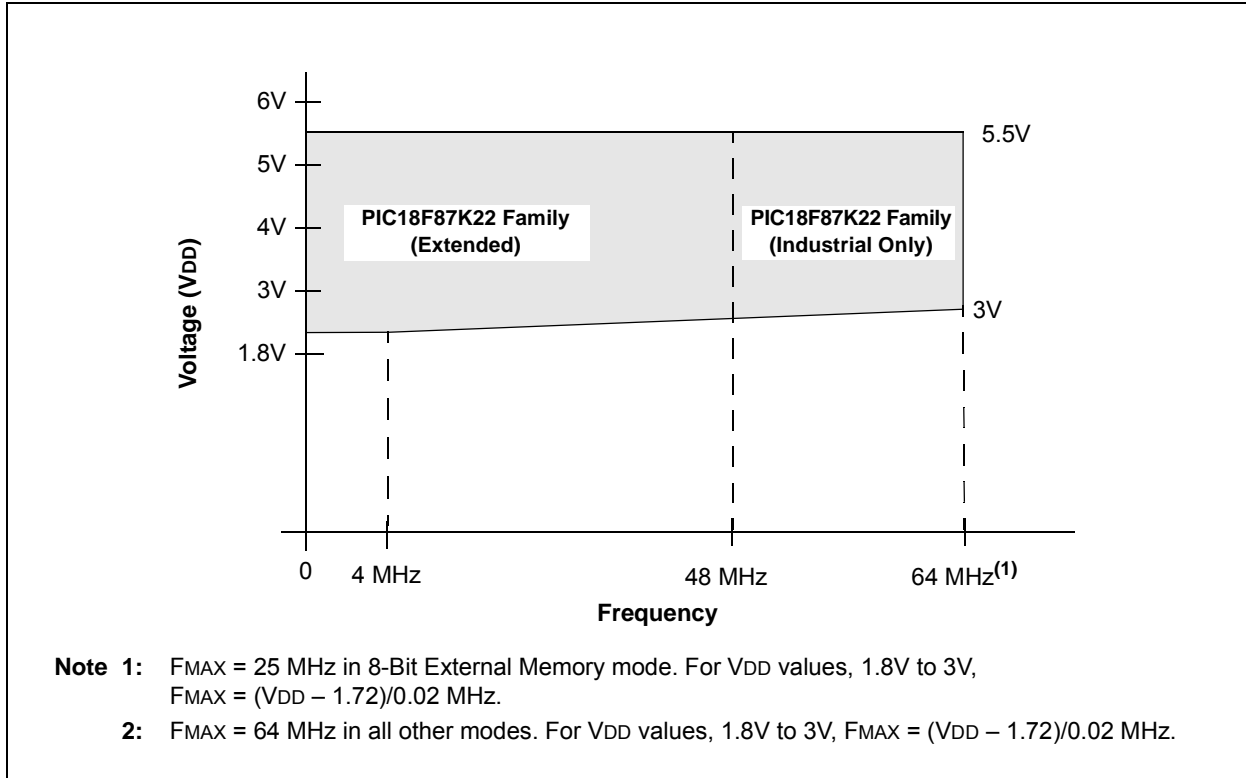 6V
5.5V
5V
PIC18F87K22 Family
(Extended)
PIC18F87K22 Family
(Industrial Only)
4V
3V
3V
1.8V
Voltage (VDD)
0
4 MHz
48 MHz
64 MHz(1)
Frequency
Note 1: FMAX = 25 MHz in 8-Bit External Memory mode. For VDD values, 1.8V to 3V,
FMAX = (VDD – 1.72)/0.02 MHz.
2: FMAX = 64 MHz in all other modes. For VDD values, 1.8V to 3V, FMAX = (VDD – 1.72)/0.02 MHz.